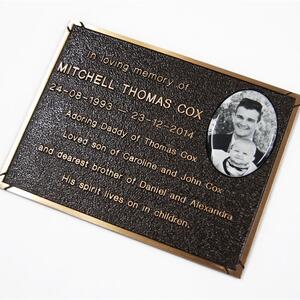 In loving memory of...
MITCHELL THOMAS COX
24-08-1993 — 23-12-2014
Adoring Daddy of Thomas Cox
Loved son of Caroline and John Cox
and dearest brother of Daniel and Alexandra
His spirit lives on in children.